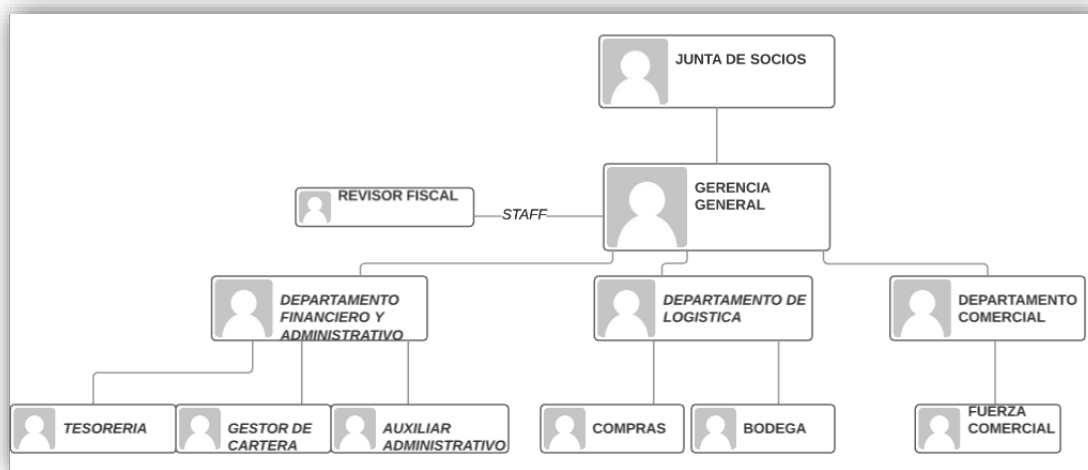 JUNTA DE SOCIOS
GERENCIA
GENERAL
REVISOR FISCAL
STAFF
DEPARTAMENTO
FINANCIERO Y
ADMINISTRATIVO
DEPARTAMENTO DE
LOGISTICA
DEPARTAMENTO
COMERCIAL
TESORERIA
GESTOR DE
CARTERA
AUXILIAR
ADMINISTRATIVO
COMPRAS
BODEGA
FUERZA
COMERCIAL